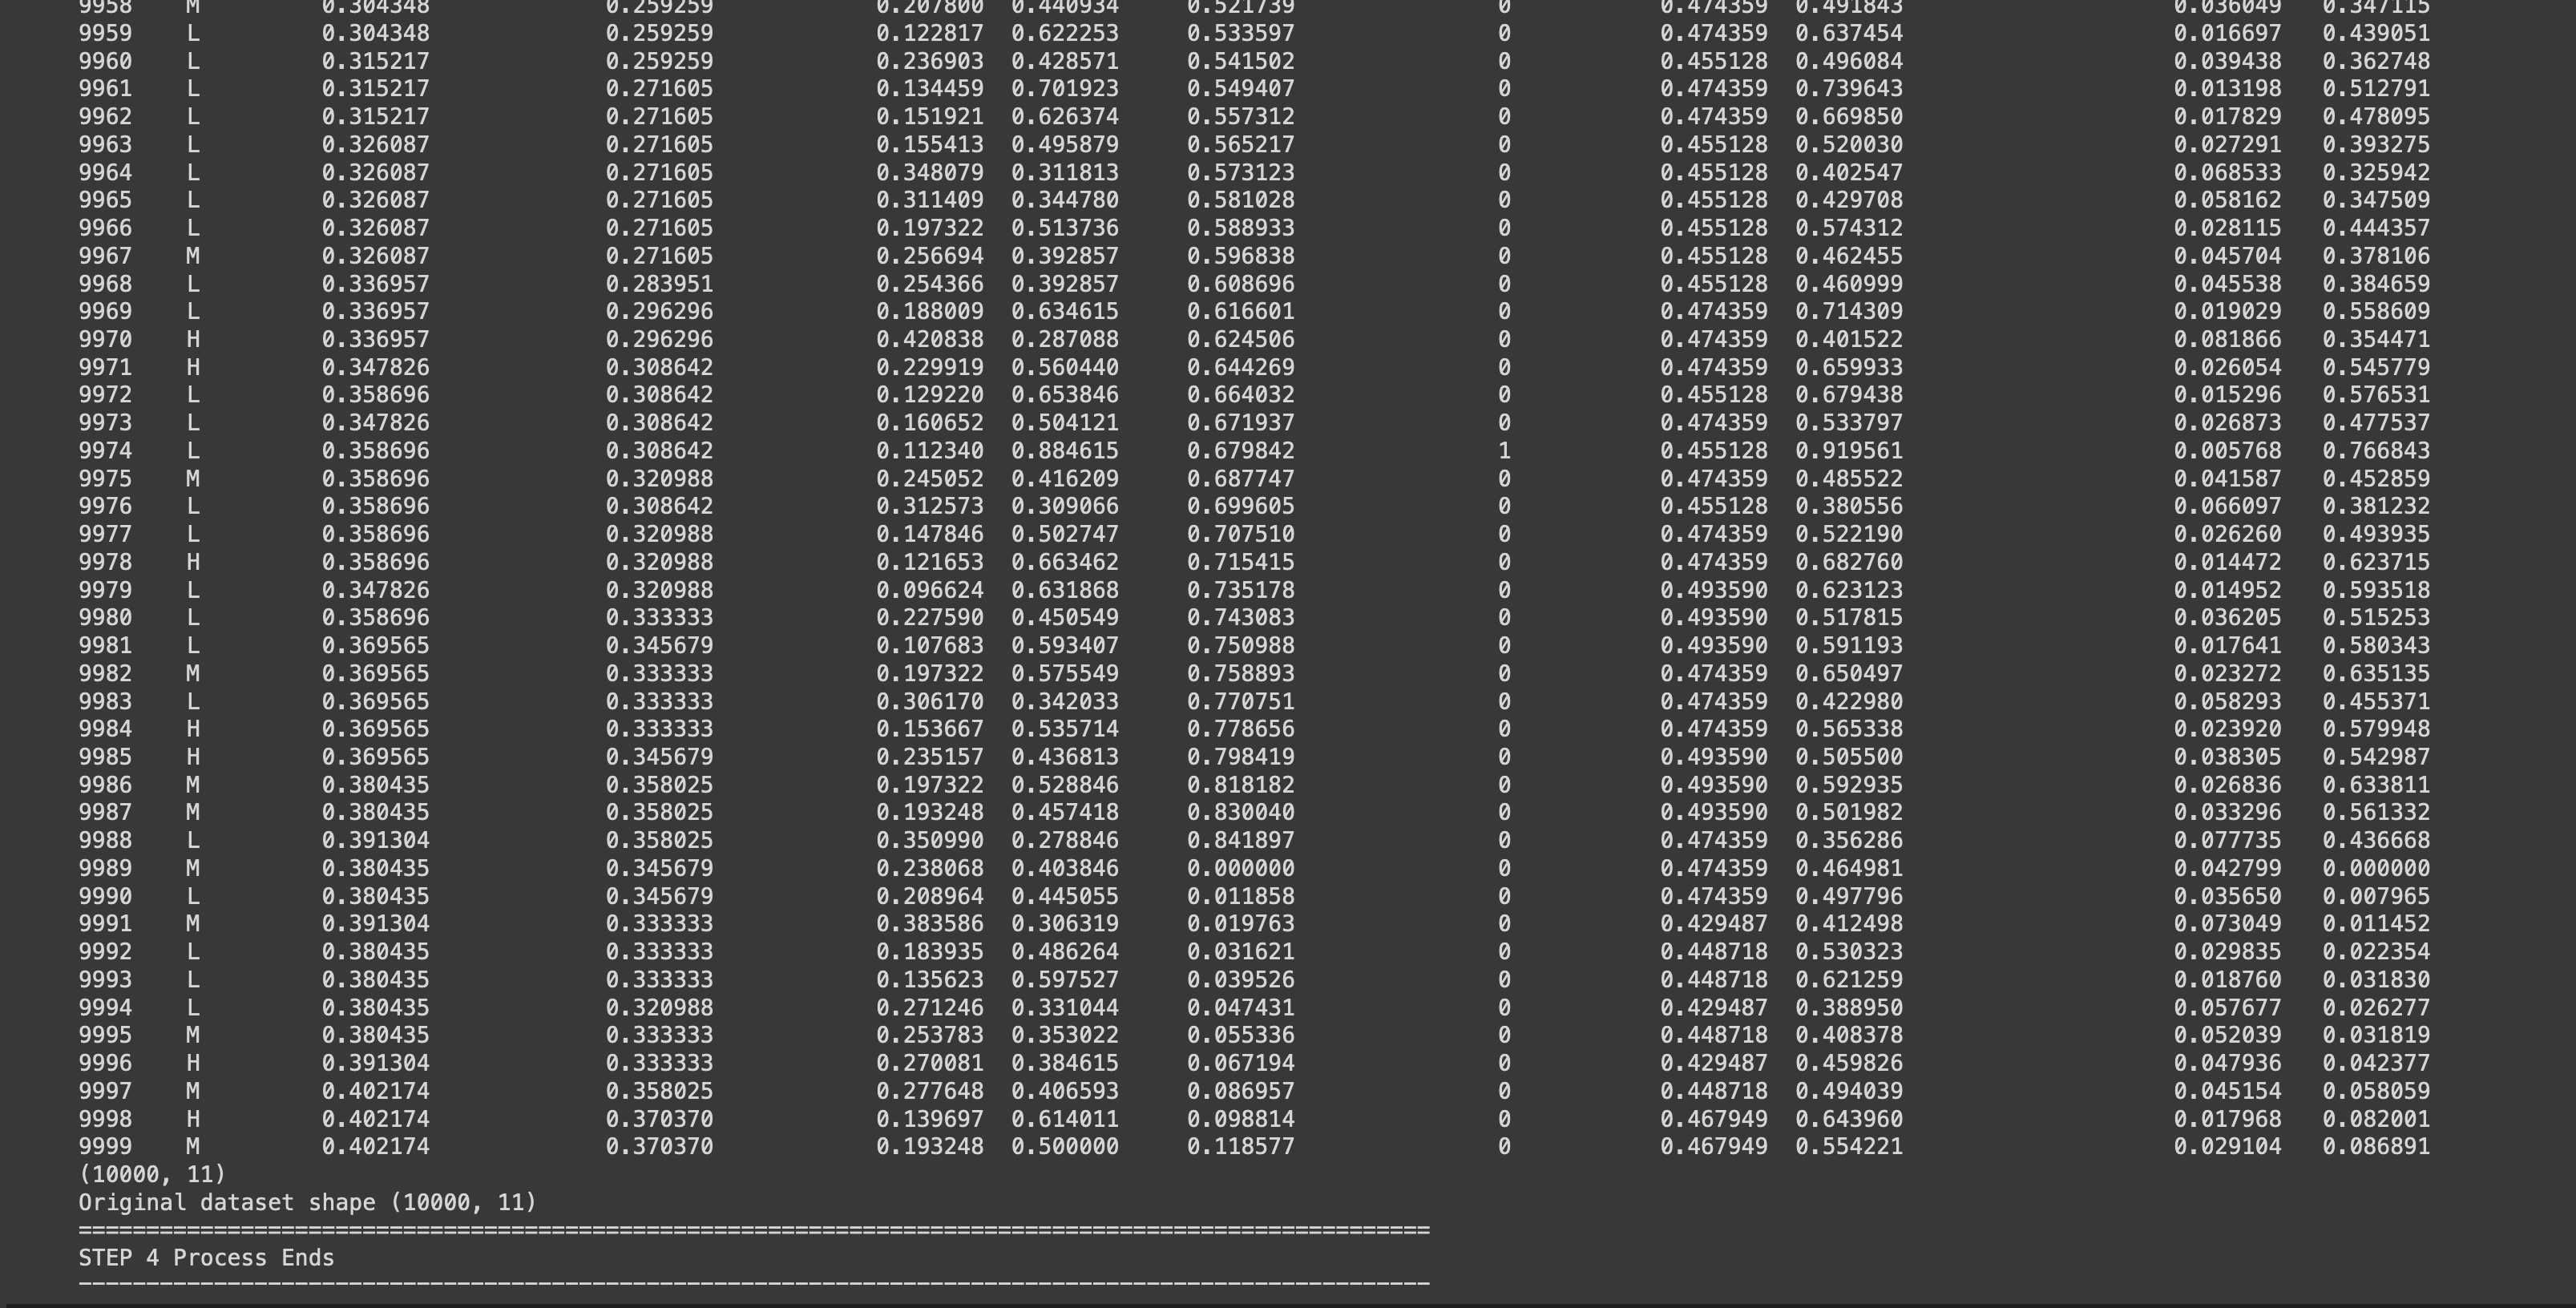 9958 M 0.304348 0.259259 0.207800 0.440934 0.521739 0 0.474359 0.491843 0.036049 0.347115
9959 L 0.304348 0.259259 0.122817 0.622253 0.533597 0 0.474359 0.637454 0.016697 0.439051
9960 L 0.315217 0.259259 0.236903 0.428571 0.541502 0 0.455128 0.496084 0.039438 0.362748
9961 L 0.315217 0.271605 0.134459 0.701923 0.549407 0 0.474359 0.739643 0.013198 0.512791
9962 L 0.315217 0.271605 0.151921 0.626374 0.557312 0 0.474359 0.669850 0.017829 0.478095
9963 L 0.326087 0.271605 0.155413 0.495879 0.565217 0 0.455128 0.520030 0.027291 0.393275
9964 L 0.326087 0.271605 0.348079 0.311813 0.573123 0 0.455128 0.402547 0.068533 0.325942
9965 L 0.326087 0.271605 0.311409 0.344780 0.581028 0 0.455128 0.429708 0.058162 0.347509
9966 L 0.326087 0.271605 0.197322 0.513736 0.588933 0 0.455128 0.574312 0.028115 0.444357
9967 M 0.326087 0.271605 0.256694 0.392857 0.596838 0 0.455128 0.462455 0.045704 0.378106
9968 L 0.336957 0.283951 0.254366 0.392857 0.608696 0 0.455128 0.460999 0.045538 0.384659
9969 L 0.336957 0.296296 0.188009 0.634615 0.616601 0 0.474359 0.714309 0.019029 0.558609
9970 H 0.336957 0.296296 0.420838 0.287088 0.624506 0 0.474359 0.401522 0.081866 0.354471
9971 H 0.347826 0.308642 0.229919 0.560440 0.644269 0 0.474359 0.659933 0.026054 0.545779
9972 L 0.358696 0.308642 0.129220 0.653846 0.664032 0 0.455128 0.679438 0.015296 0.576531
9973 L 0.347826 0.308642 0.160652 0.504121 0.671937 0 0.474359 0.533797 0.026873 0.477537
9974 L 0.358696 0.308642 0.112340 0.884615 0.679842 1 0.455128 0.919561 0.005768 0.766843
9975 M 0.358696 0.320988 0.245052 0.416209 0.687747 0 0.474359 0.485522 0.041587 0.452859
9976 L 0.358696 0.308642 0.312573 0.309066 0.699605 0 0.455128 0.380556 0.066097 0.381232
9977 L 0.358696 0.320988 0.147846 0.502747 0.707510 0 0.474359 0.522190 0.026260 0.493935
9978 H 0.358696 0.320988 0.121653 0.663462 0.715415 0 0.474359 0.682760 0.014472 0.623715
9979 L 0.347826 0.320988 0.096624 0.631868 0.735178 0 0.493590 0.623123 0.014952 0.593518
9980 L 0.358696 0.333333 0.227590 0.450549 0.743083 0 0.493590 0.517815 0.036205 0.515253
9981 L 0.369565 0.345679 0.107683 0.593407 0.750988 0 0.493590 0.591193 0.017641 0.580343
9982 M 0.369565 0.333333 0.197322 0.575549 0.758893 0 0.474359 0.650497 0.023272 0.635135
9983 L 0.369565 0.333333 0.306170 0.342033 0.770751 0 0.474359 0.422980 0.058293 0.455371
9984 H 0.369565 0.333333 0.153667 0.535714 0.778656 0 0.474359 0.565338 0.023920 0.579948
9985 H 0.369565 0.345679 0.235157 0.436813 0.798419 0 0.493590 0.505500 0.038305 0.542987
9986 M 0.380435 0.358025 0.197322 0.528846 0.818182 0 0.493590 0.592935 0.026836 0.633811
9987 M 0.380435 0.358025 0.193248 0.457418 0.830040 0 0.493590 0.501982 0.033296 0.561332
9988 L 0.391304 0.358025 0.350990 0.278846 0.841897 0 0.474359 0.356286 0.077735 0.436668
9989 M 0.380435 0.345679 0.238068 0.403846 0.000000 0 0.474359 0.464981 0.042799 0.000000
9990 L 0.380435 0.345679 0.208964 0.445055 0.011858 0 0.474359 0.497796 0.035650 0.007965
9991 M 0.391304 0.333333 0.383586 0.306319 0.019763 0 0.429487 0.412498 0.073049 0.011452
9992 L 0.380435 0.333333 0.183935 0.486264 0.031621 0 0.448718 0.530323 0.029835 0.022354
9993 L 0.380435 0.333333 0.135623 0.597527 0.039526 0 0.448718 0.621259 0.018760 0.031830
9994 L 0.380435 0.320988 0.271246 0.331044 0.047431 0 0.429487 0.388950 0.057677 0.026277
9995 M 0.380435 0.333333 0.253783 0.353022 0.055336 0 0.448718 0.408378 0.052039 0.031819
9996 H 0.391304 0.333333 0.270081 0.384615 0.067194 0 0.429487 0.459826 0.047936 0.042377
9997 M 0.402174 0.358025 0.277648 0.406593 0.086957 0 0.448718 0.494039 0.045154 0.058059
9998 H 0.402174 0.370370 0.139697 0.614011 0.098814 0 0.467949 0.643960 0.017968 0.082001
9999 M 0.402174 0.370370 0.193248 0.500000 0.118577 0 0.467949 0.554221 0.029104 0.086891
(10000, 11)
Original dataset shape (10000, 11)
====================================================================================================
STEP 4 Process Ends
----------------------------------------------------------------------------------------------------